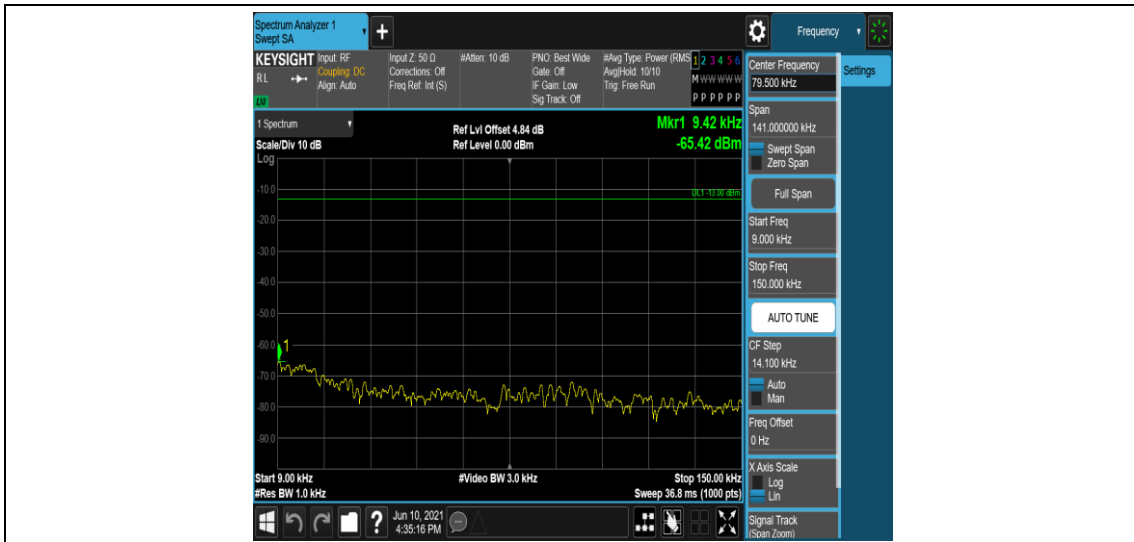 Spectrum Analyzer 1
Swept SA
+
Frequency
KEYSIGHT
RL
LXI
Input: RF
Coupling: DC
Align: Auto
Input Z: 50 Ω
Corrections: Off
Freq Ref: Int (S)
#Atten: 10 dB
PNO: Best Wide
Gate: Off
IF Gain: Low
Sig Track: Off
#Avg Type: Power (RMS
Avg|Hold: 10/10
Trig: Free Run
1 2 3 4 5 6
M W W W W W
P P P P P P
Center Frequency
79.500 kHz
Settings
1 Spectrum
Scale/Div 10 dB
Ref Lvl Offset 4.84 dB
Ref Level 0.00 dBm
Mkr1 9.42 kHz
-65.42 dBm
Log
-10.0
DL1 -13.00 dBm
-20.0
-30.0
-40.0
-50.0
-60.0
1
-70.0
-80.0
-90.0
Start 9.00 kHz
#Res BW 1.0 kHz
#Video BW 3.0 kHz
Stop 150.00 kHz
Sweep 36.8 ms (1000 pts)
Span
141.000000 kHz
Swept Span
Zero Span
Full Span
Start Freq
9.000 kHz
Stop Freq
150.000 kHz
AUTO TUNE
CF Step
14.100 kHz
Auto
Man
Freq Offset
0 Hz
X Axis Scale
Log
Lin
Signal Track
(Span Zoom)
?
Jun 10, 2021
4:35:16 PM